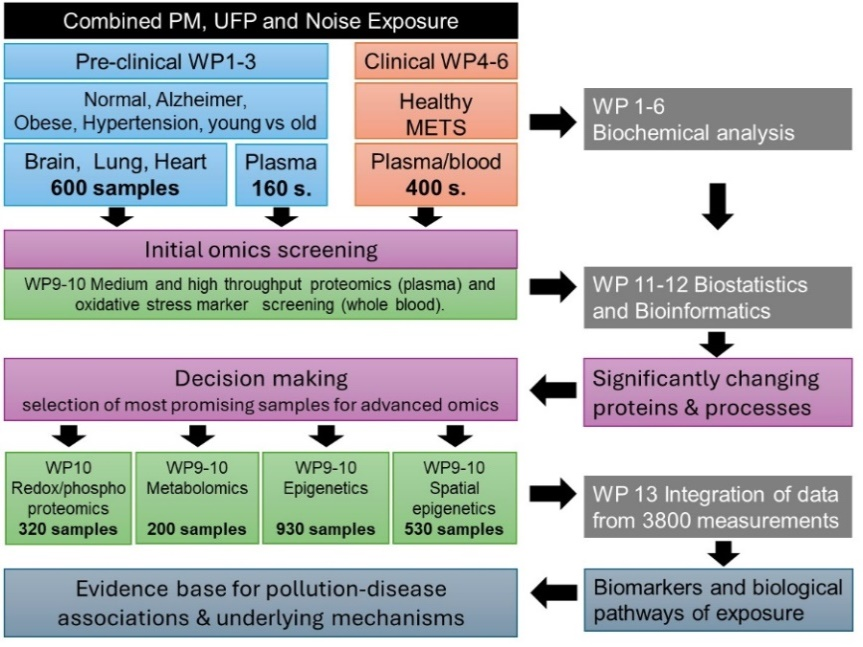 Combined PM, UFP and Noise Exposure
Pre-clinical WP1-3
Clinical WP4-6
Normal, Alzheimer,
Obese, Hypertension, young vs old
Healthy
METS
WP 1-6
Biochemical analysis
Brain, Lung, Heart
600 samples
Plasma
160 s.
Plasma/blood
400 s.
Initial omics screening
WP9-10 Medium and high throughput proteomics (plasma) and
oxidative stress marker screening (whole blood).
WP 11-12 Biostatistics
and Bioinformatics
Decision making
selection of most promising samples for advanced omics
Significantly changing
proteins & processes
WP10
Redox/phospho
proteomics
320 samples
WP9-10
Metabolomics
200 samples
WP9-10
Epigenetics
930 samples
WP9-10
Spatial
epigenetics
530 samples
WP 13 Integration of data
from 3800 measurements
Evidence base for pollution-disease
associations & underlying mechanisms
Biomarkers and biological
pathways of exposure